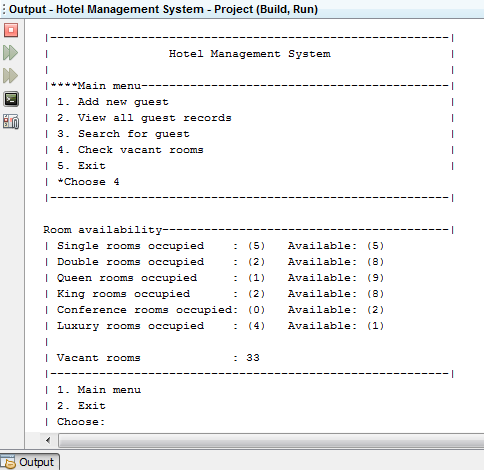 Output - Hotel Management System - Project (Build, Run)
|---------------------------------------------------------|
| Hotel Management System |
| |
|****Main menu--------------------------------------------|
| 1. Add new guest |
| 2. View all guest records |
| 3. Search for guest |
| 4. Check vacant rooms |
| 5. Exit |
| *Choose 4
|---------------------------------------------------------|
Room availability-----------------------------------------|
| Single rooms occupied : (5) Available: (5)
| Double rooms occupied : (2) Available: (8)
| Queen rooms occupied : (1) Available: (9)
| King rooms occupied : (2) Available: (8)
| Conference rooms occupied: (0) Available: (2)
| Luxury rooms occupied : (4) Available: (1)
|
| Vacant rooms : 33
|---------------------------------------------------------|
| 1. Main menu
| 2. Exit
| Choose:
Output